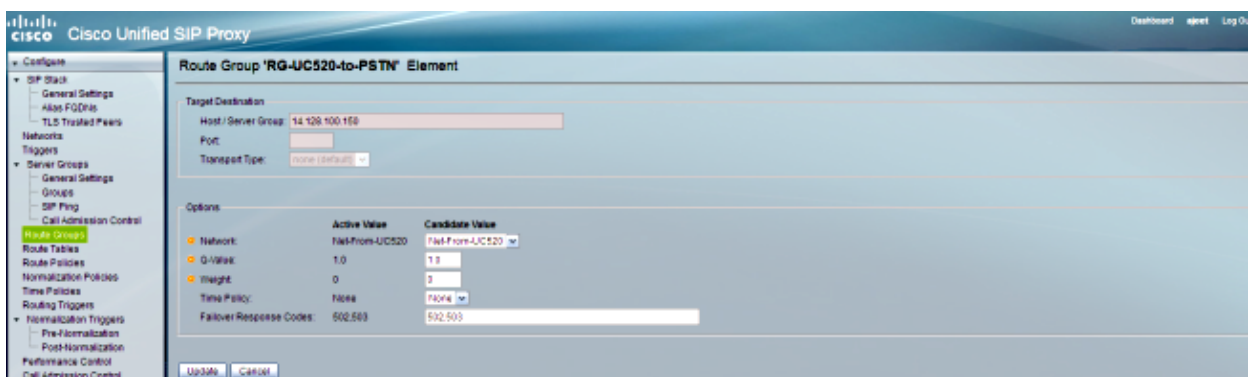 Dashboard ajeet Log Ou
CISCO Cisco Unified SIP Proxy
Configure
SIP Stack
General Settings
Alias FQDNs
TLS Trusted Peers
Networks
Triggers
Server Groups
General Settings
Groups
SIP Ping
Call Admission Control
Route Groups
Route Tables
Route Policies
Normalization Policies
Time Policies
Routing Triggers
Normalization Triggers
Pre-Normalization
Post-Normalization
Performance Control
Call Admission Control
Route Group 'RG-UC520-to-PSTN' Element
Target Destination
Host / Server Group: 14.128.100.150
Port:
Transport Type: none (default)
Options
Active Value Candidate Value
Network: Net-From-UC520 Net-From-UC520
Q-Value: 1.0 1.0
Weight: 0 0
Time Policy: None None
Failover Response Codes: 502,503 502,503
Update Cancel